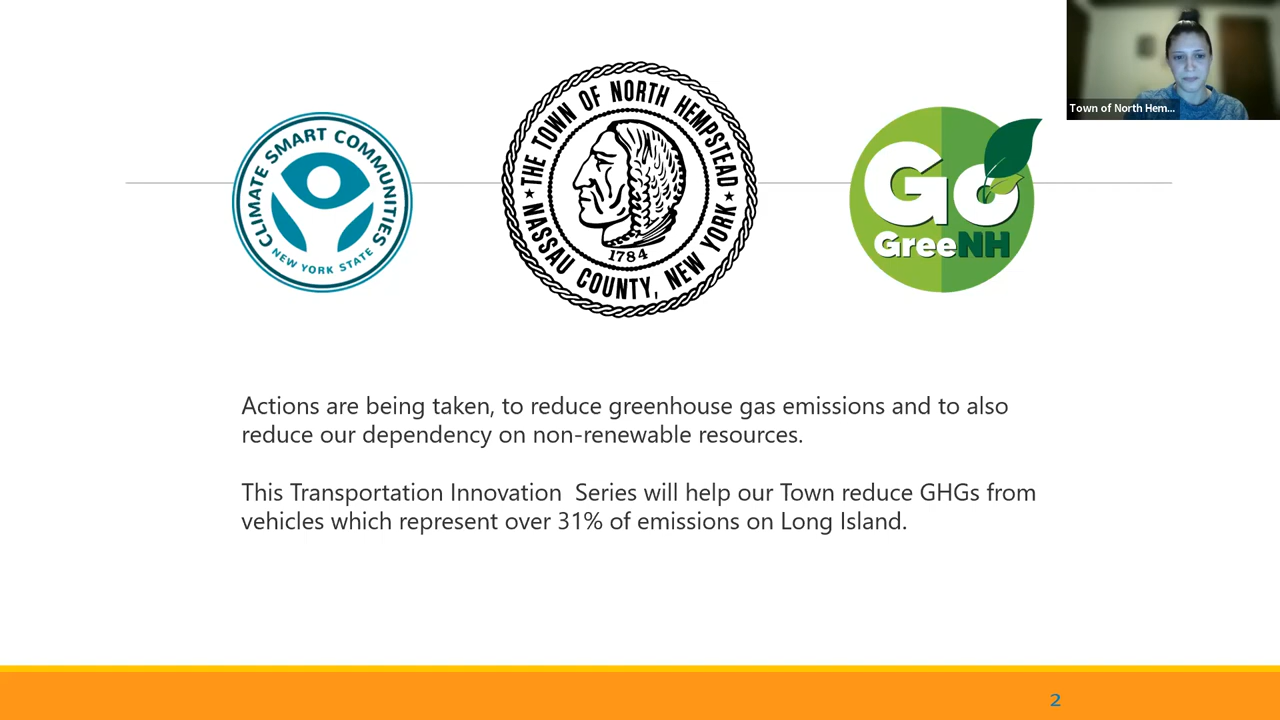 Town of North Hem...
CLIMATE SMART COMMUNITIES
NEW YORK STATE
THE TOWN OF NORTH HEMPSTEAD
NASSAU COUNTY, NEW YORK
1784
Go
GreeNH
Actions are being taken, to reduce greenhouse gas emissions and to also
reduce our dependency on non-renewable resources.
This Transportation Innovation  Series will help our Town reduce GHGs from
vehicles which represent over 31% of emissions on Long Island.
2